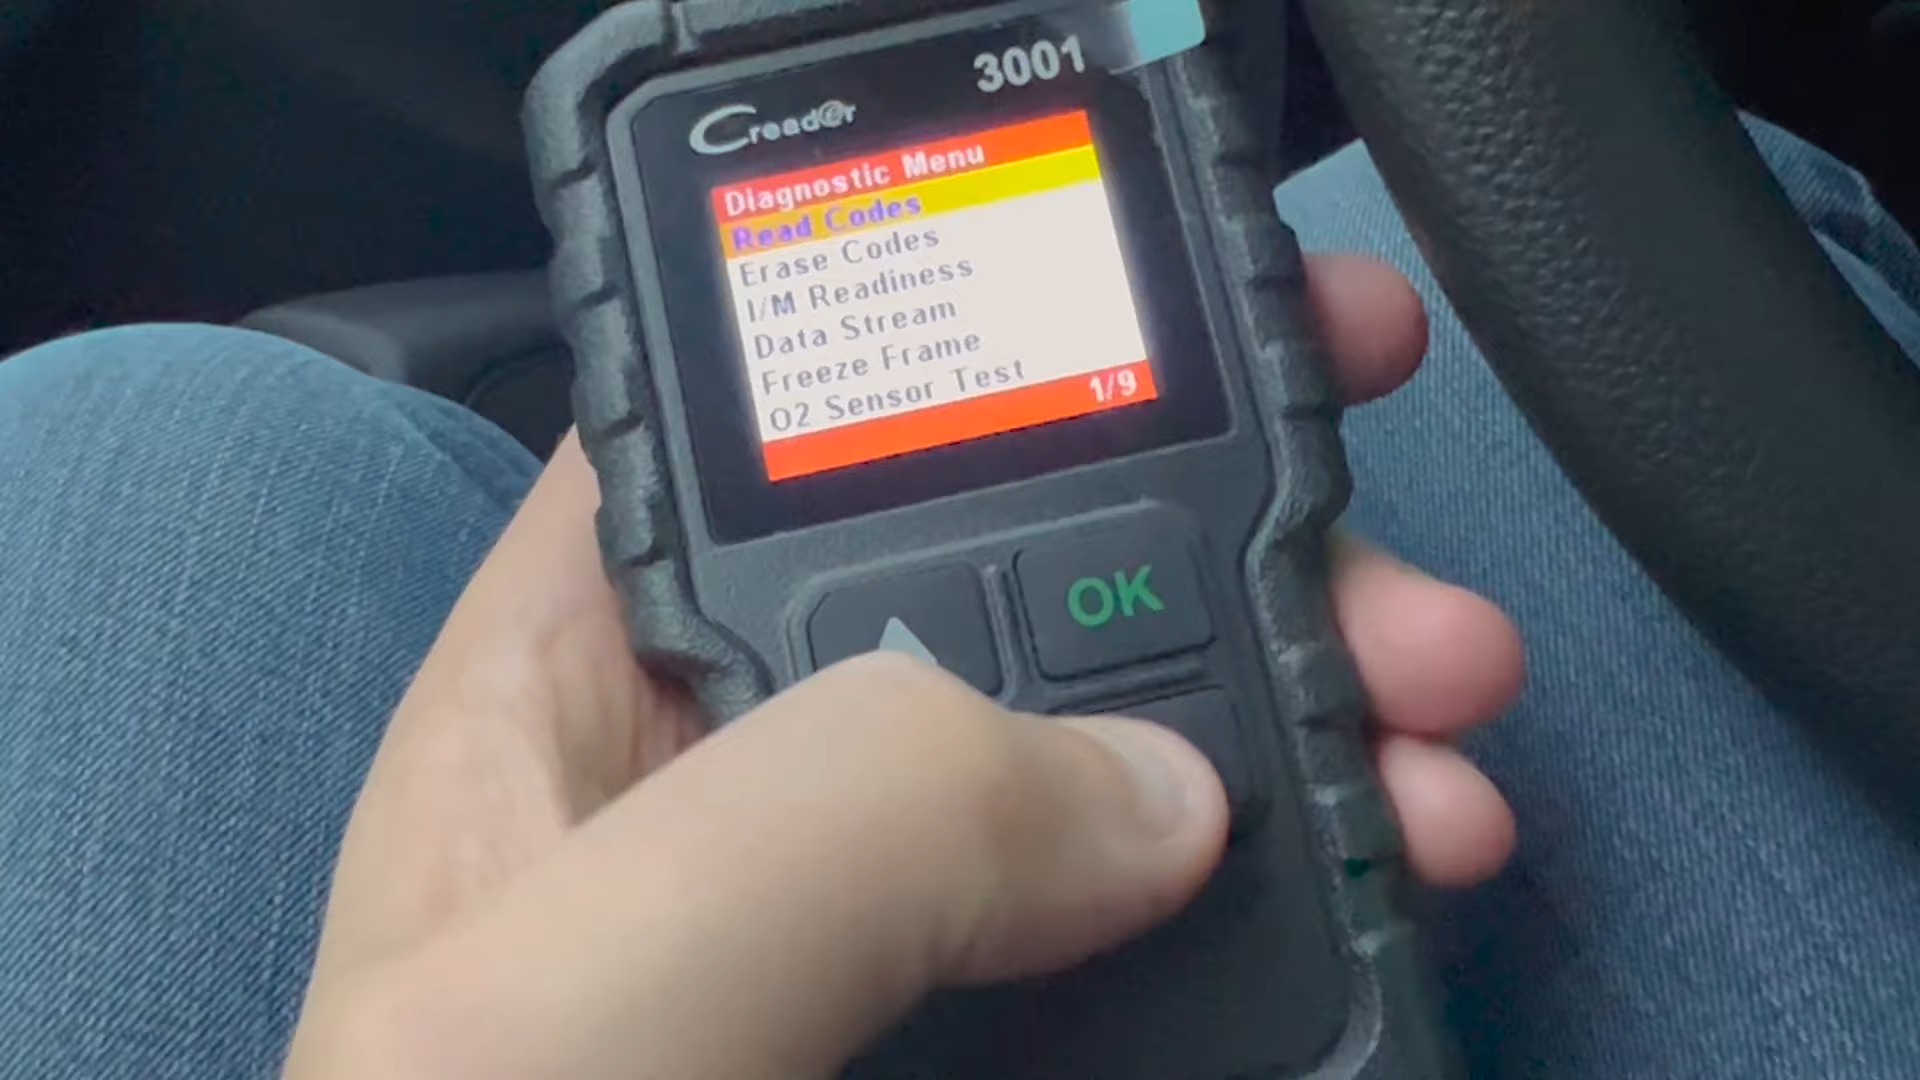 3001
Creader
Diagnostic Menu
Read Codes
Erase Codes
I/M Readiness
Data Stream
Freeze Frame
O2 Sensor Test
1/9
OK